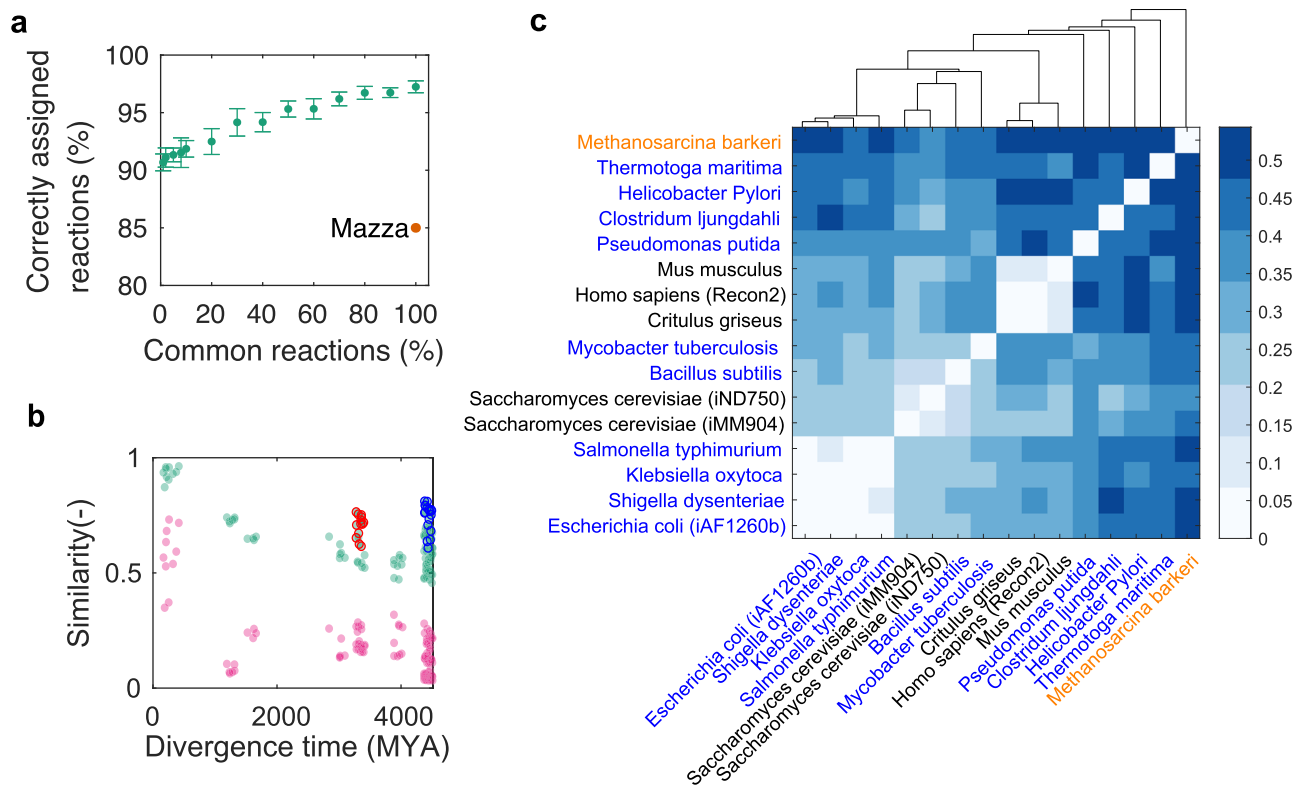 a
100
95
90
85
80
Correctly assigned
reactions (%)
Mazza
0
20
40
60
80
100
Common reactions (%)
b
1
0.5
0
Similarity(-)
0
2000
4000
Divergence time (MYA)
c
Methanosarcina barkeri
Thermotoga maritima
Helicobacter Pylori
Clostridum ljungdahli
Pseudomonas putida
Mus musculus
Homo sapiens (Recon2)
Critulus griseus
Mycobacter tuberculosis
Bacillus subtilis
Saccharomyces cerevisiae (iND750)
Saccharomyces cerevisiae (iMM904)
Salmonella typhimurium
Klebsiella oxytoca
Shigella dysenteriae
Escherichia coli (iAF1260b)
0.5
0.45
0.4
0.35
0.3
0.25
0.2
0.15
0.1
0.05
0
Escherichia coli (iAF1260b)
Shigella dysenteriae
Klebsiella oxytoca
Salmonella typhimurium
Saccharomyces cerevisiae (iMM904)
Saccharomyces cerevisiae (iND750)
Bacillus subtilis
Mycobacter tuberculosis
Critulus griseus
Homo sapiens (Recon2)
Mus musculus
Pseudomonas putida
Clostridum ljungdahli
Helicobacter Pylori
Thermotoga maritima
Methanosarcina barkeri